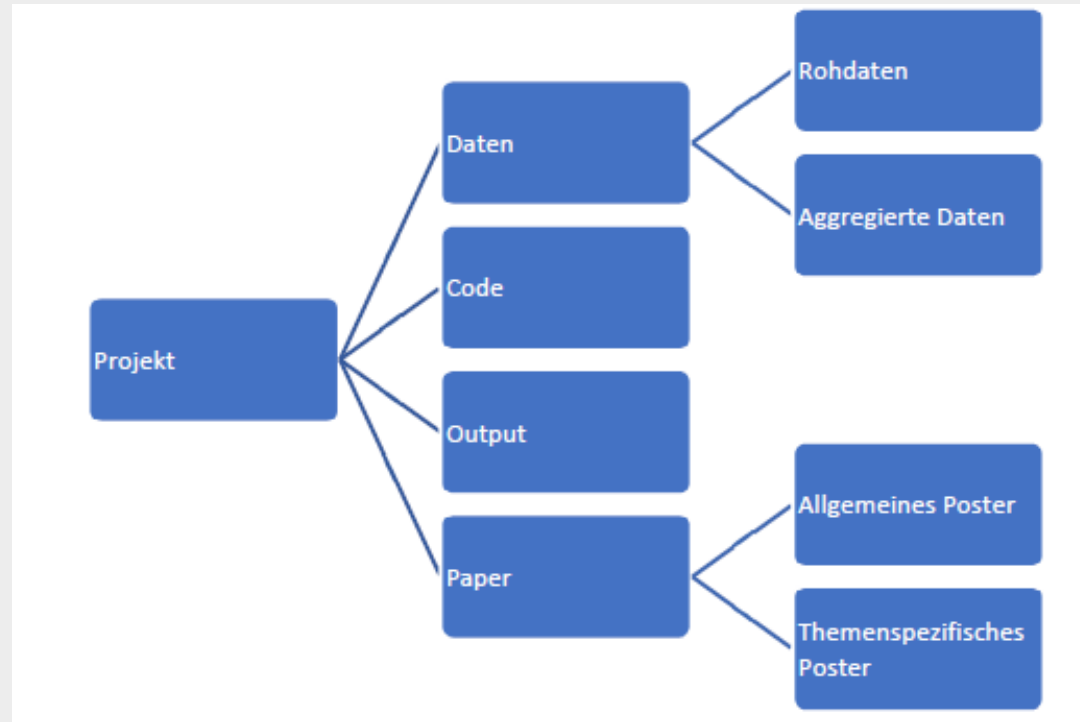 Projekt
Daten
Code
Output
Paper
Rohdaten
Aggregierte Daten
Allgemeines Poster
Themenspezifisches
Poster